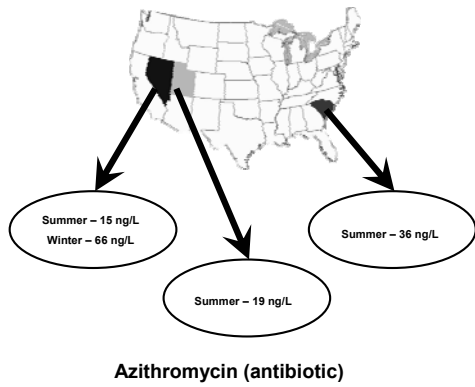 Summer – 15 ng/L
Winter – 66 ng/L
Summer – 36 ng/L
Summer – 19 ng/L
Azithromycin (antibiotic)